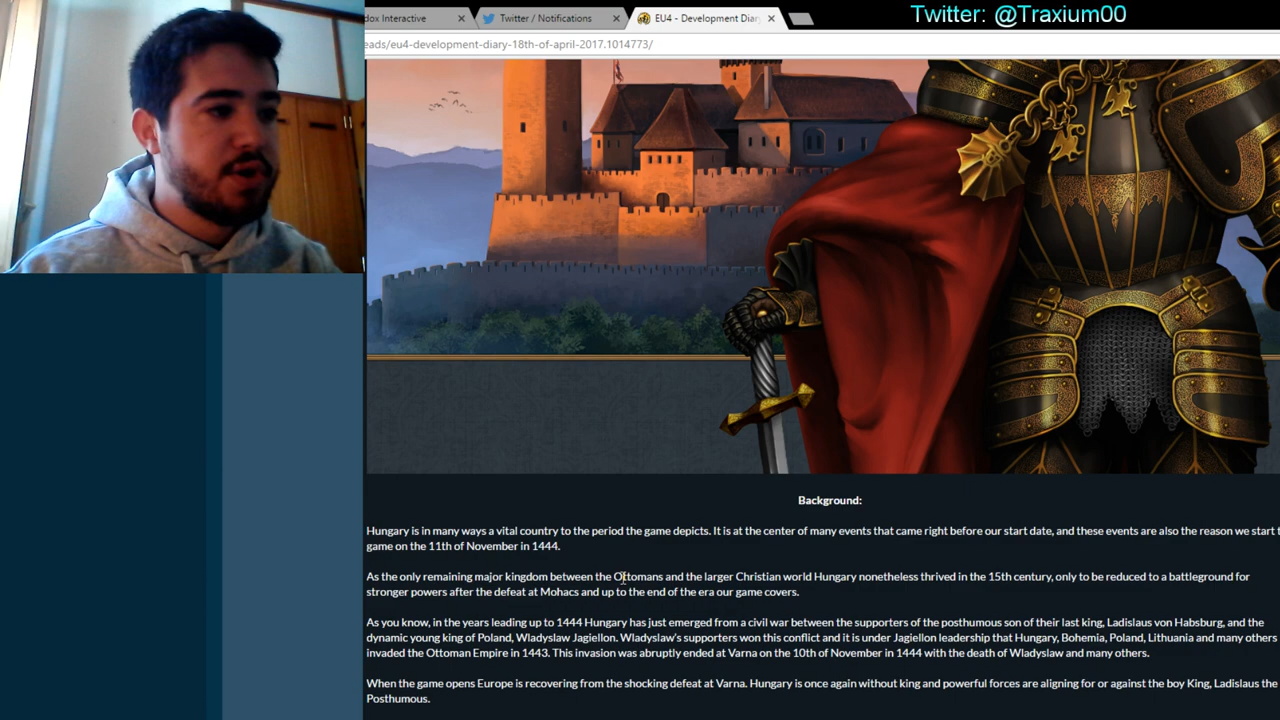 dox Interactive
Twitter / Notifications
EU4 - Development Dia
Twitter: @Traxium00
eads/eu4-development-diary-18th-of-april-2017.1014773/
Background:
Hungary is in many ways a vital country to the period the game depicts. It is at the center of many events that came right before our start date, and these events are also the reason we start t
game on the 11th of November in 1444.
As the only remaining major kingdom between the Ottomans and the larger Christian world Hungary nonetheless thrived in the 15th century, only to be reduced to a battleground for
stronger powers after the defeat at Mohacs and up to the end of the era our game covers.
As you know, in the years leading up to 1444 Hungary has just emerged from a civil war between the supporters of the posthumous son of their last king, Ladislaus von Habsburg, and the
dynamic young king of Poland, Wladyslaw Jagiellon. Wladyslaw's supporters won this conflict and it is under Jagiellon leadership that Hungary, Bohemia, Poland, Lithuania and many others
invaded the Ottoman Empire in 1443. This invasion was abruptly ended at Varna on the 10th of November in 1444 with the death of Wladyslaw and many others.
When the game opens Europe is recovering from the shocking defeat at Varna. Hungary is once again without king and powerful forces are aligning for or against the boy King, Ladislaus the
Posthumous.